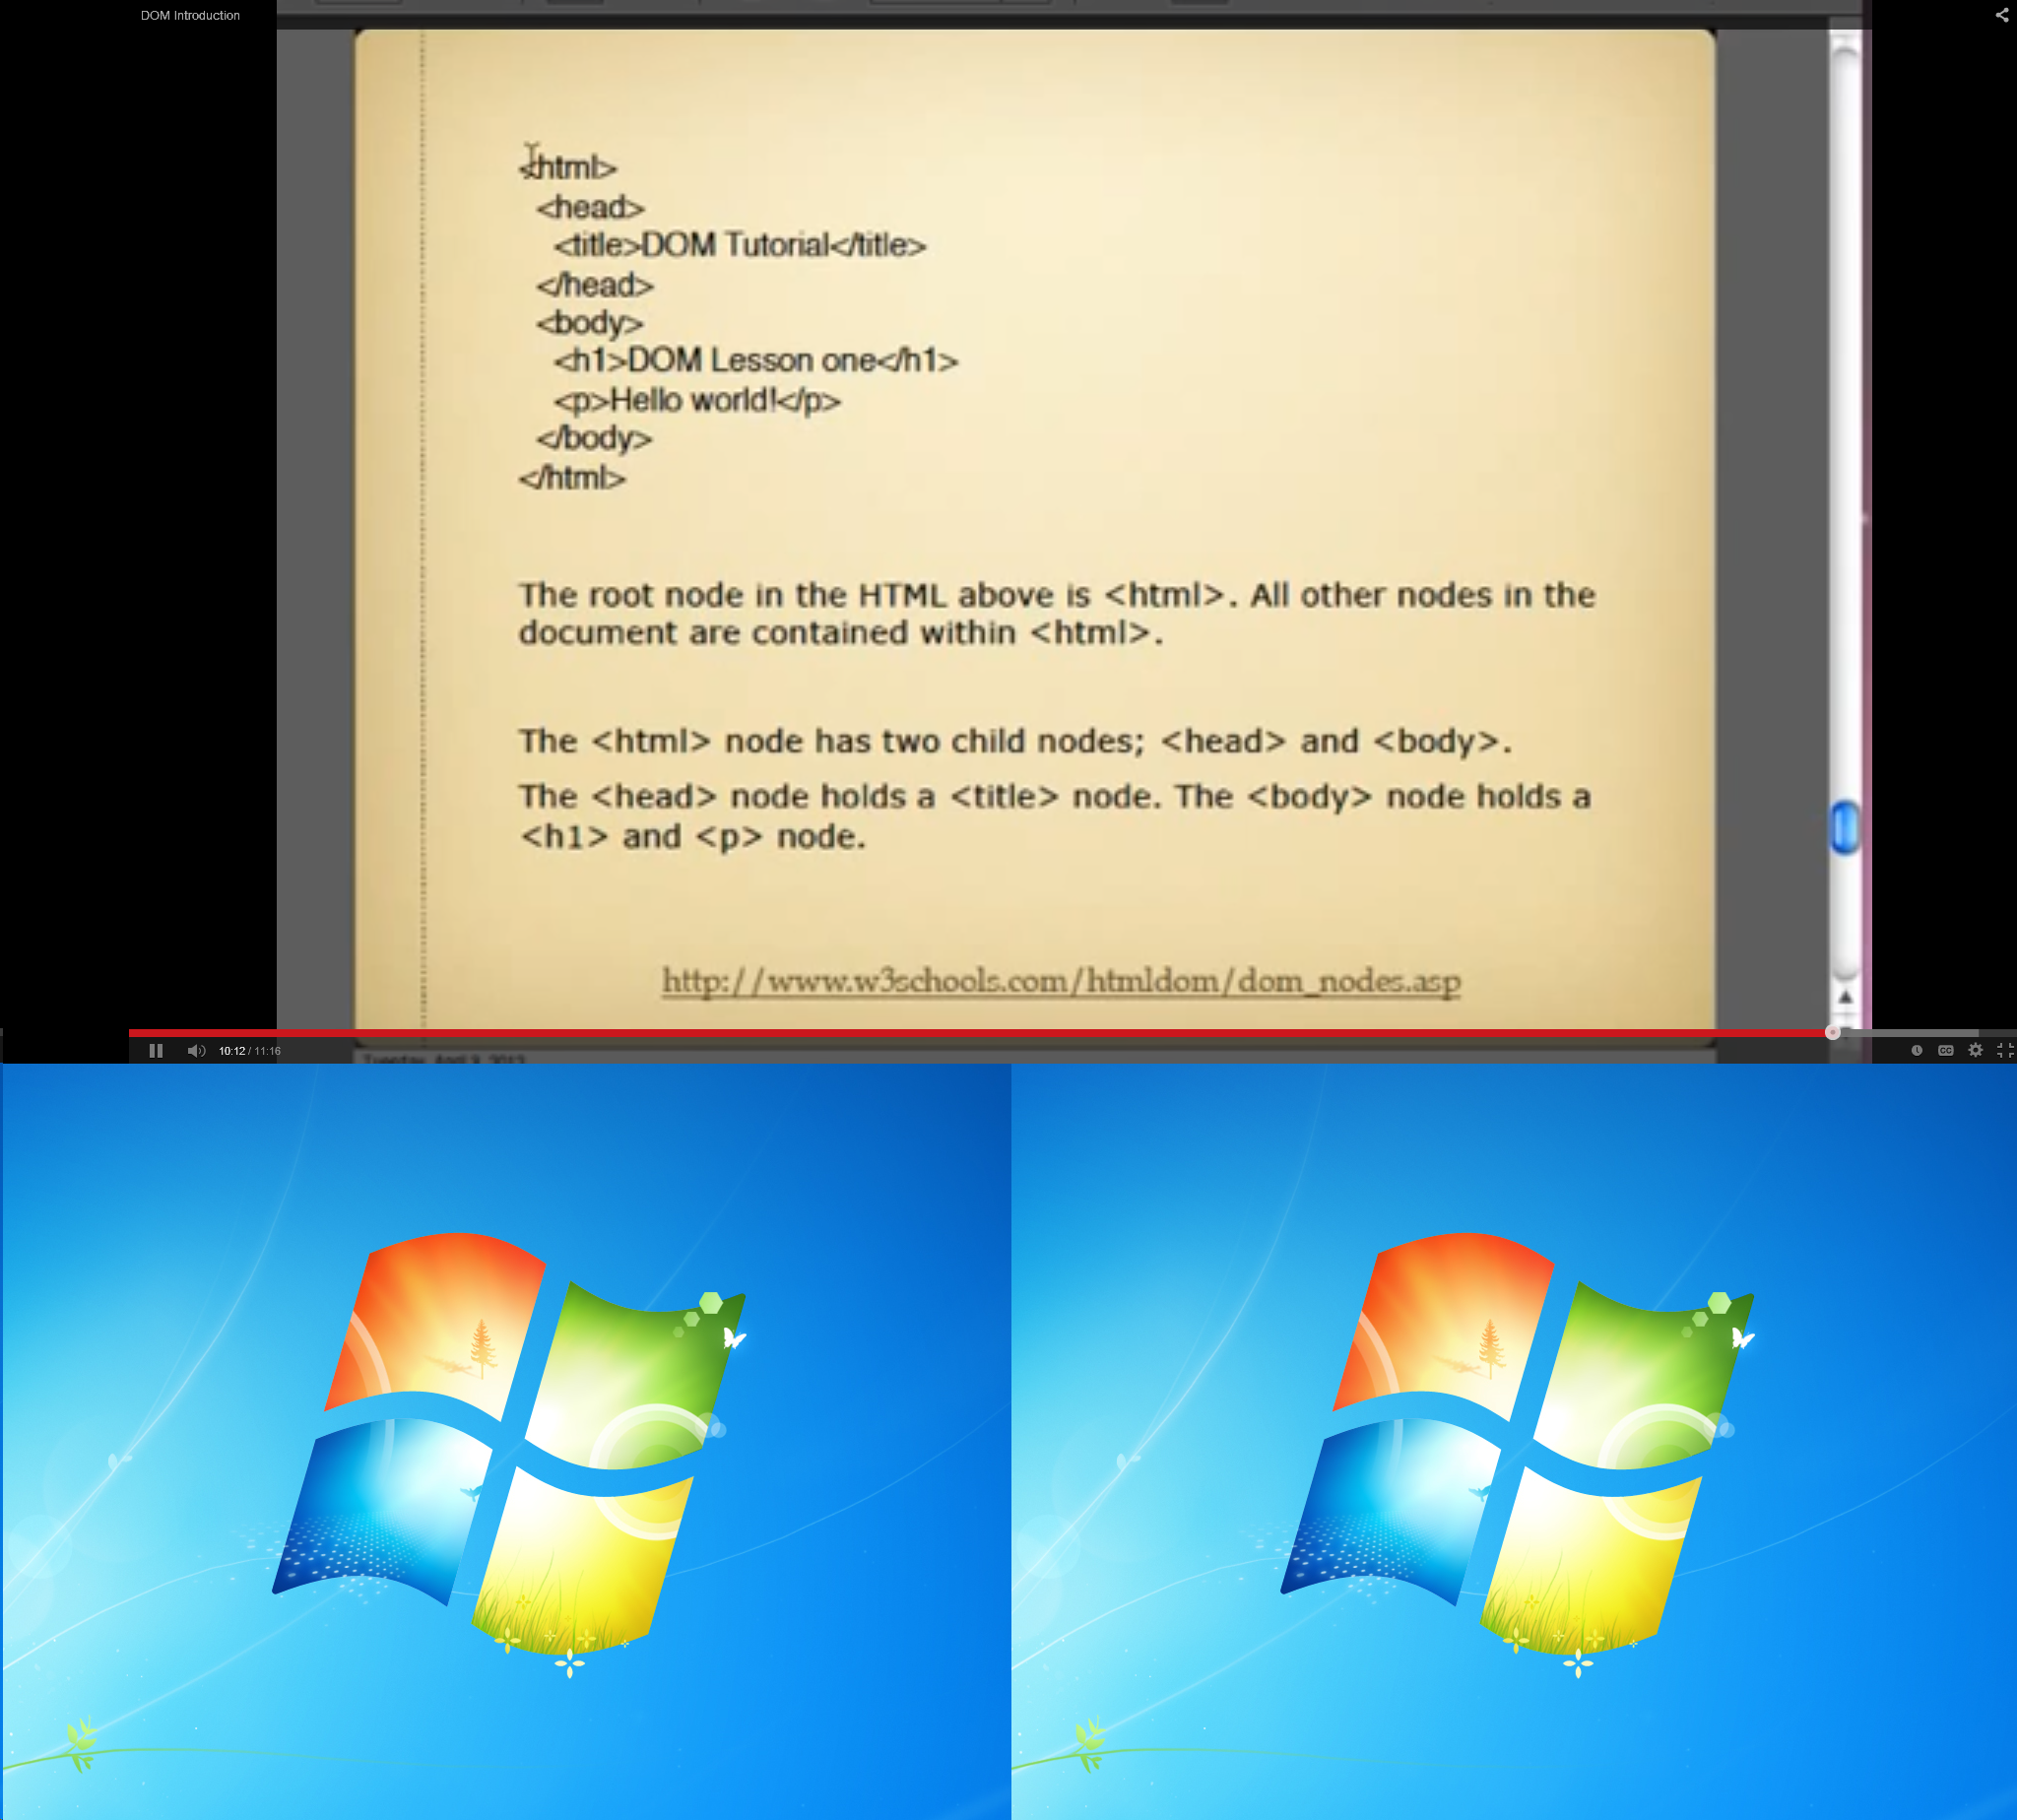 DOM Introduction
<html>
<head>
<title>DOM Tutorial</title>
</head>
<body>
<h1>DOM Lesson one</h1>
<p>Hello world!</p>
</body>
</html>
The root node in the HTML above is <html>. All other nodes in the
document are contained within <html>.
The <html> node has two child nodes; <head> and <body>.
The <head> node holds a <title> node. The <body> node holds a
<h1> and <p> node.
http://www.w3schools.com/htmldom/dom_nodes.asp
10:12 / 11:16
CC